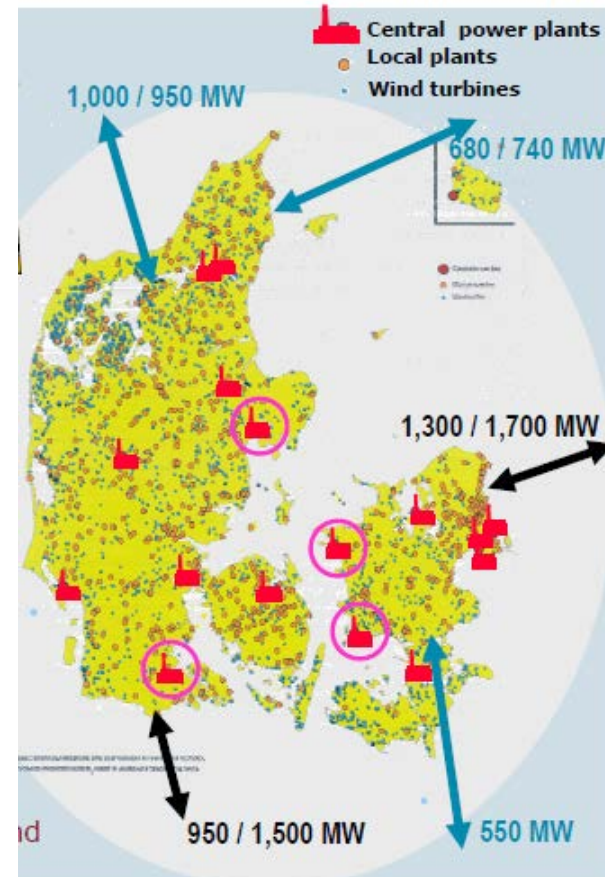 Central power plants
Local plants
Wind turbines
1,000 / 950 MW
680 / 740 MW
1,300 / 1,700 MW
950 / 1,500 MW
550 MW
nd